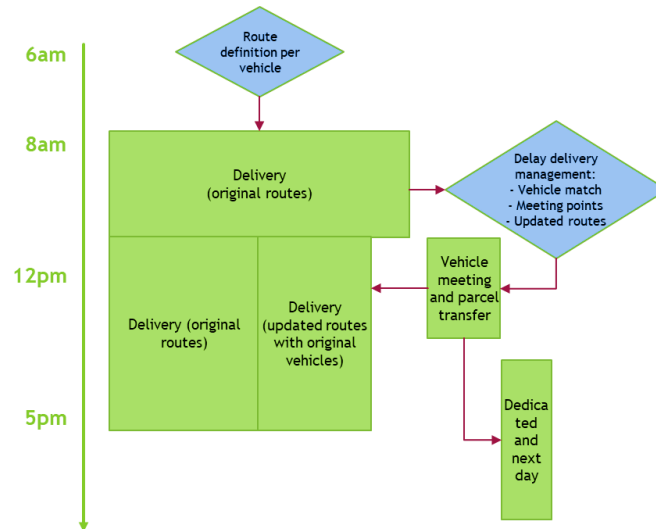 6am
Route
definition per
vehicle
8am
Delivery
(original routes)
Delay delivery
management:
- Vehicle match
- Meeting points
- Updated routes
12pm
Vehicle
meeting
and parcel
transfer
Delivery (original
routes)
Delivery
(updated routes
with original
vehicles)
5pm
Dedica
ted
and
next
day